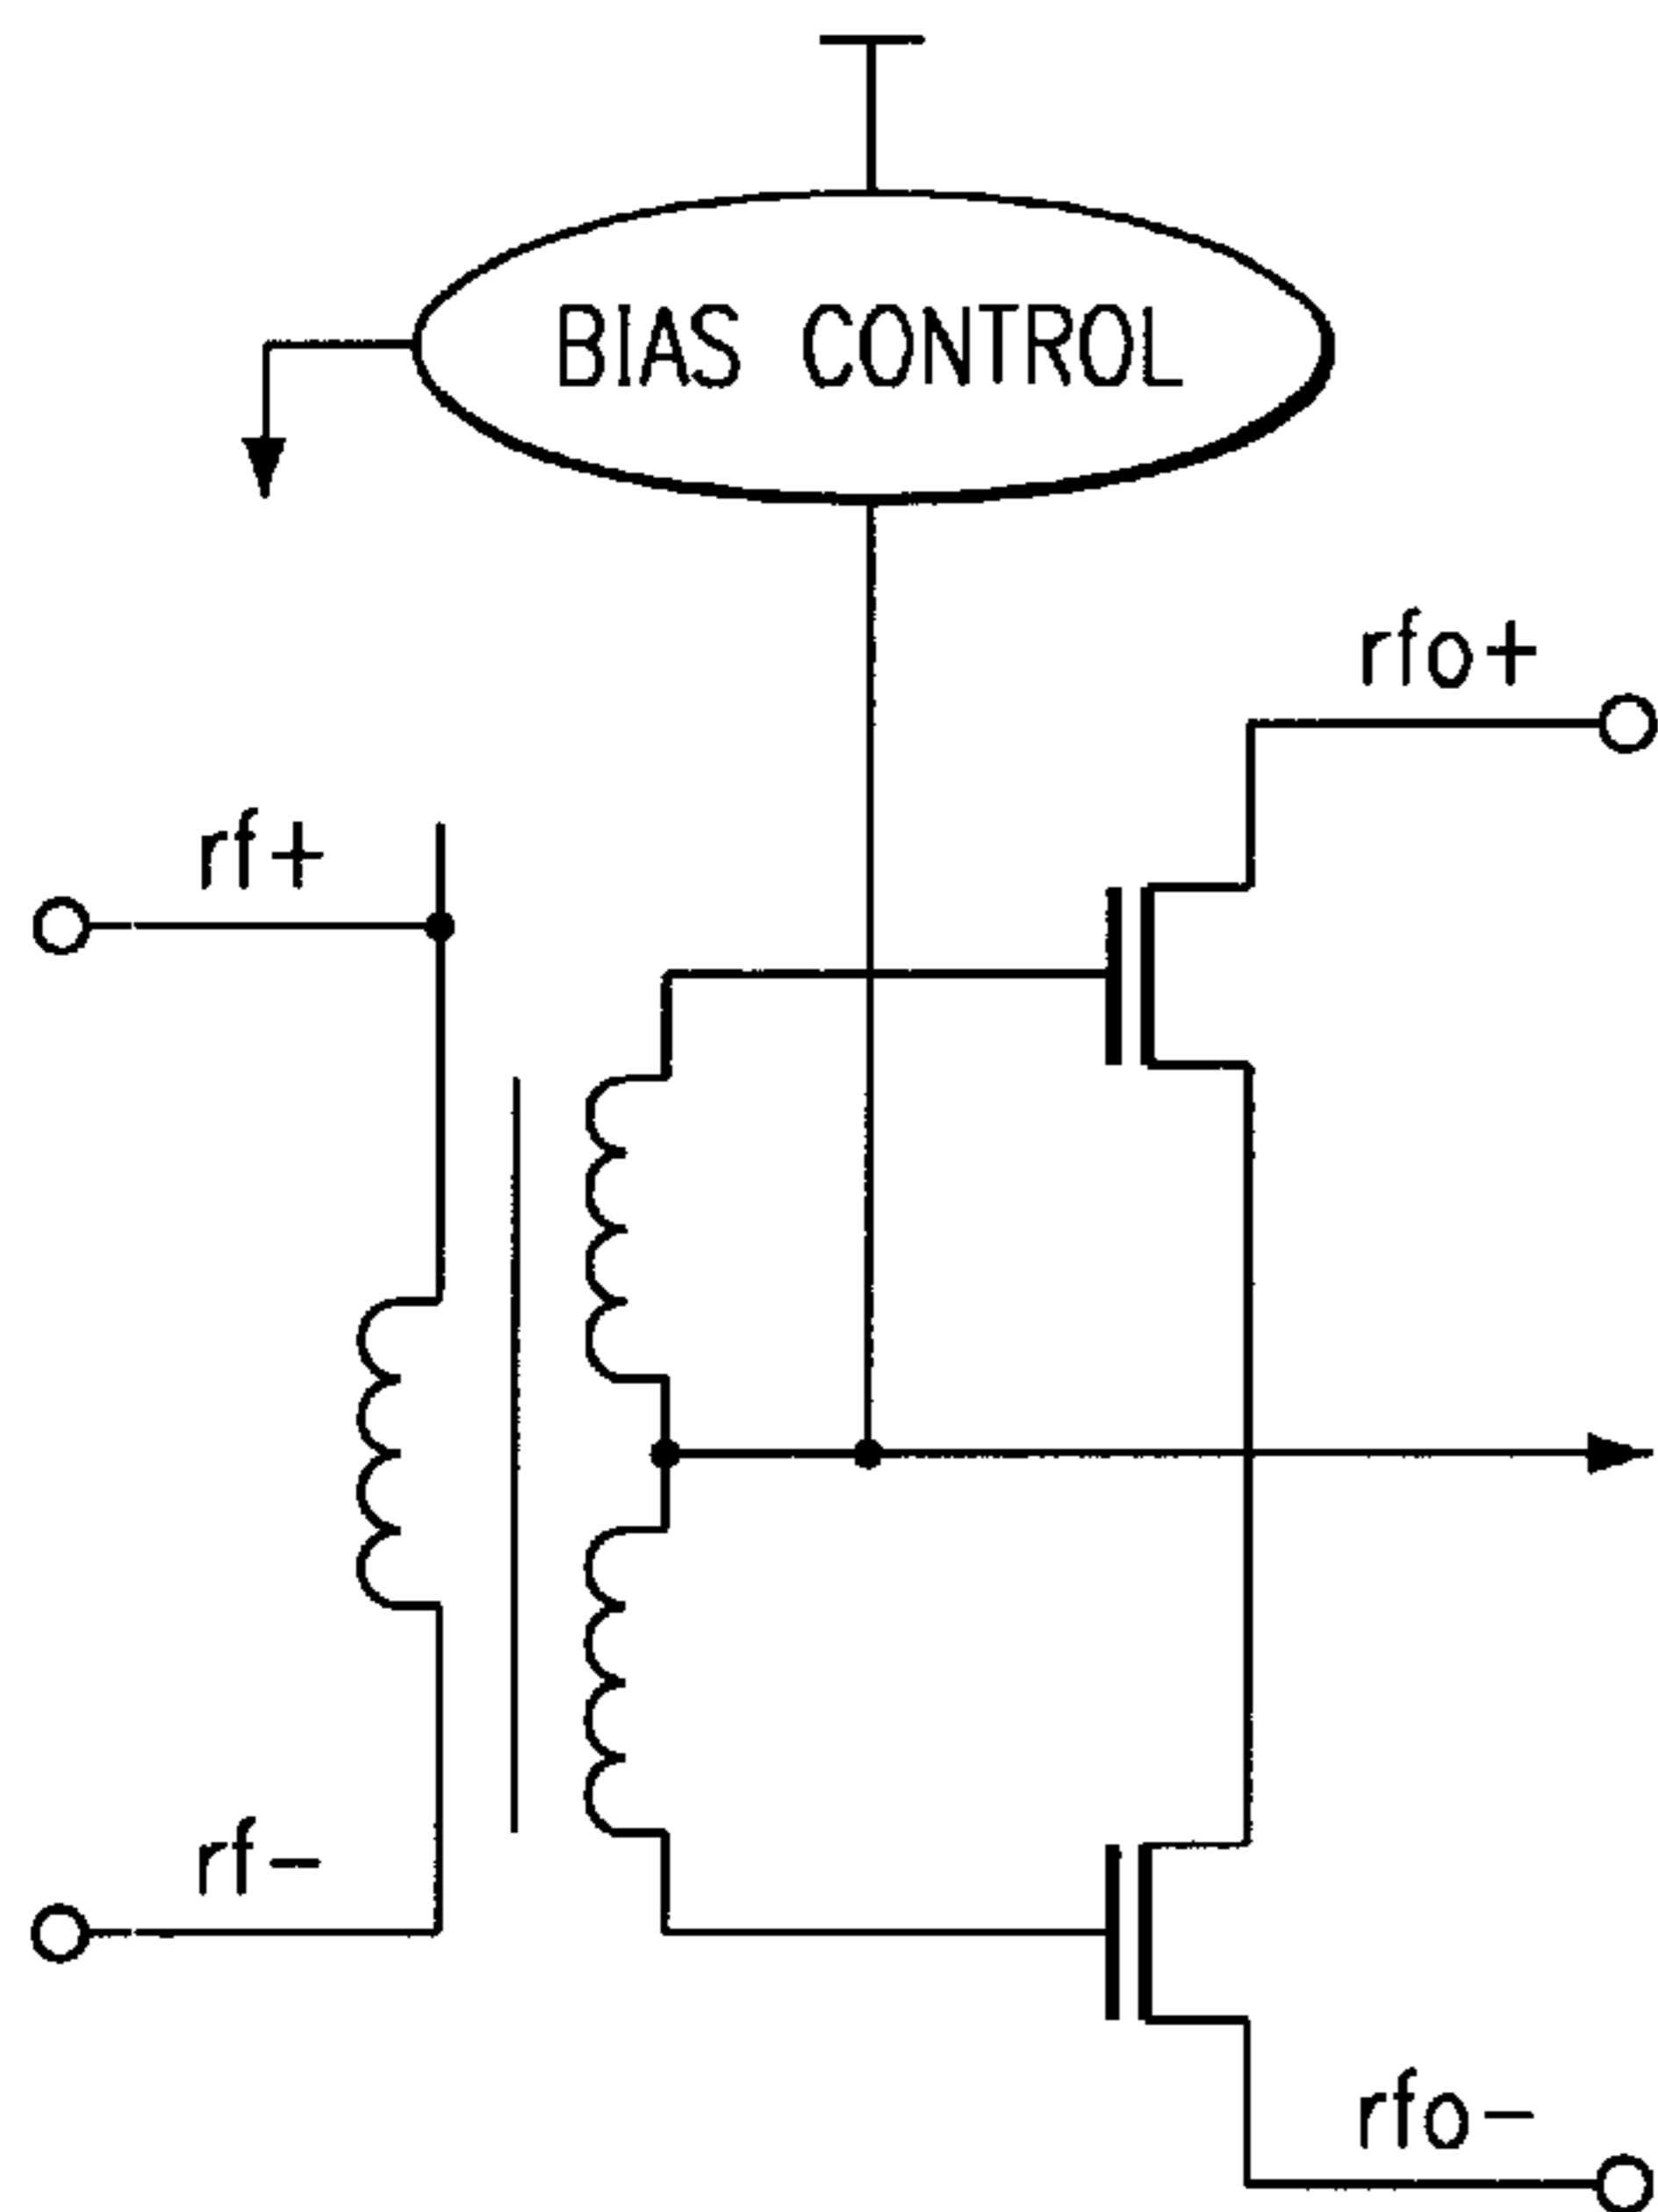 BIAS CONTROL
rfo+
rf+
rf-
rfo-